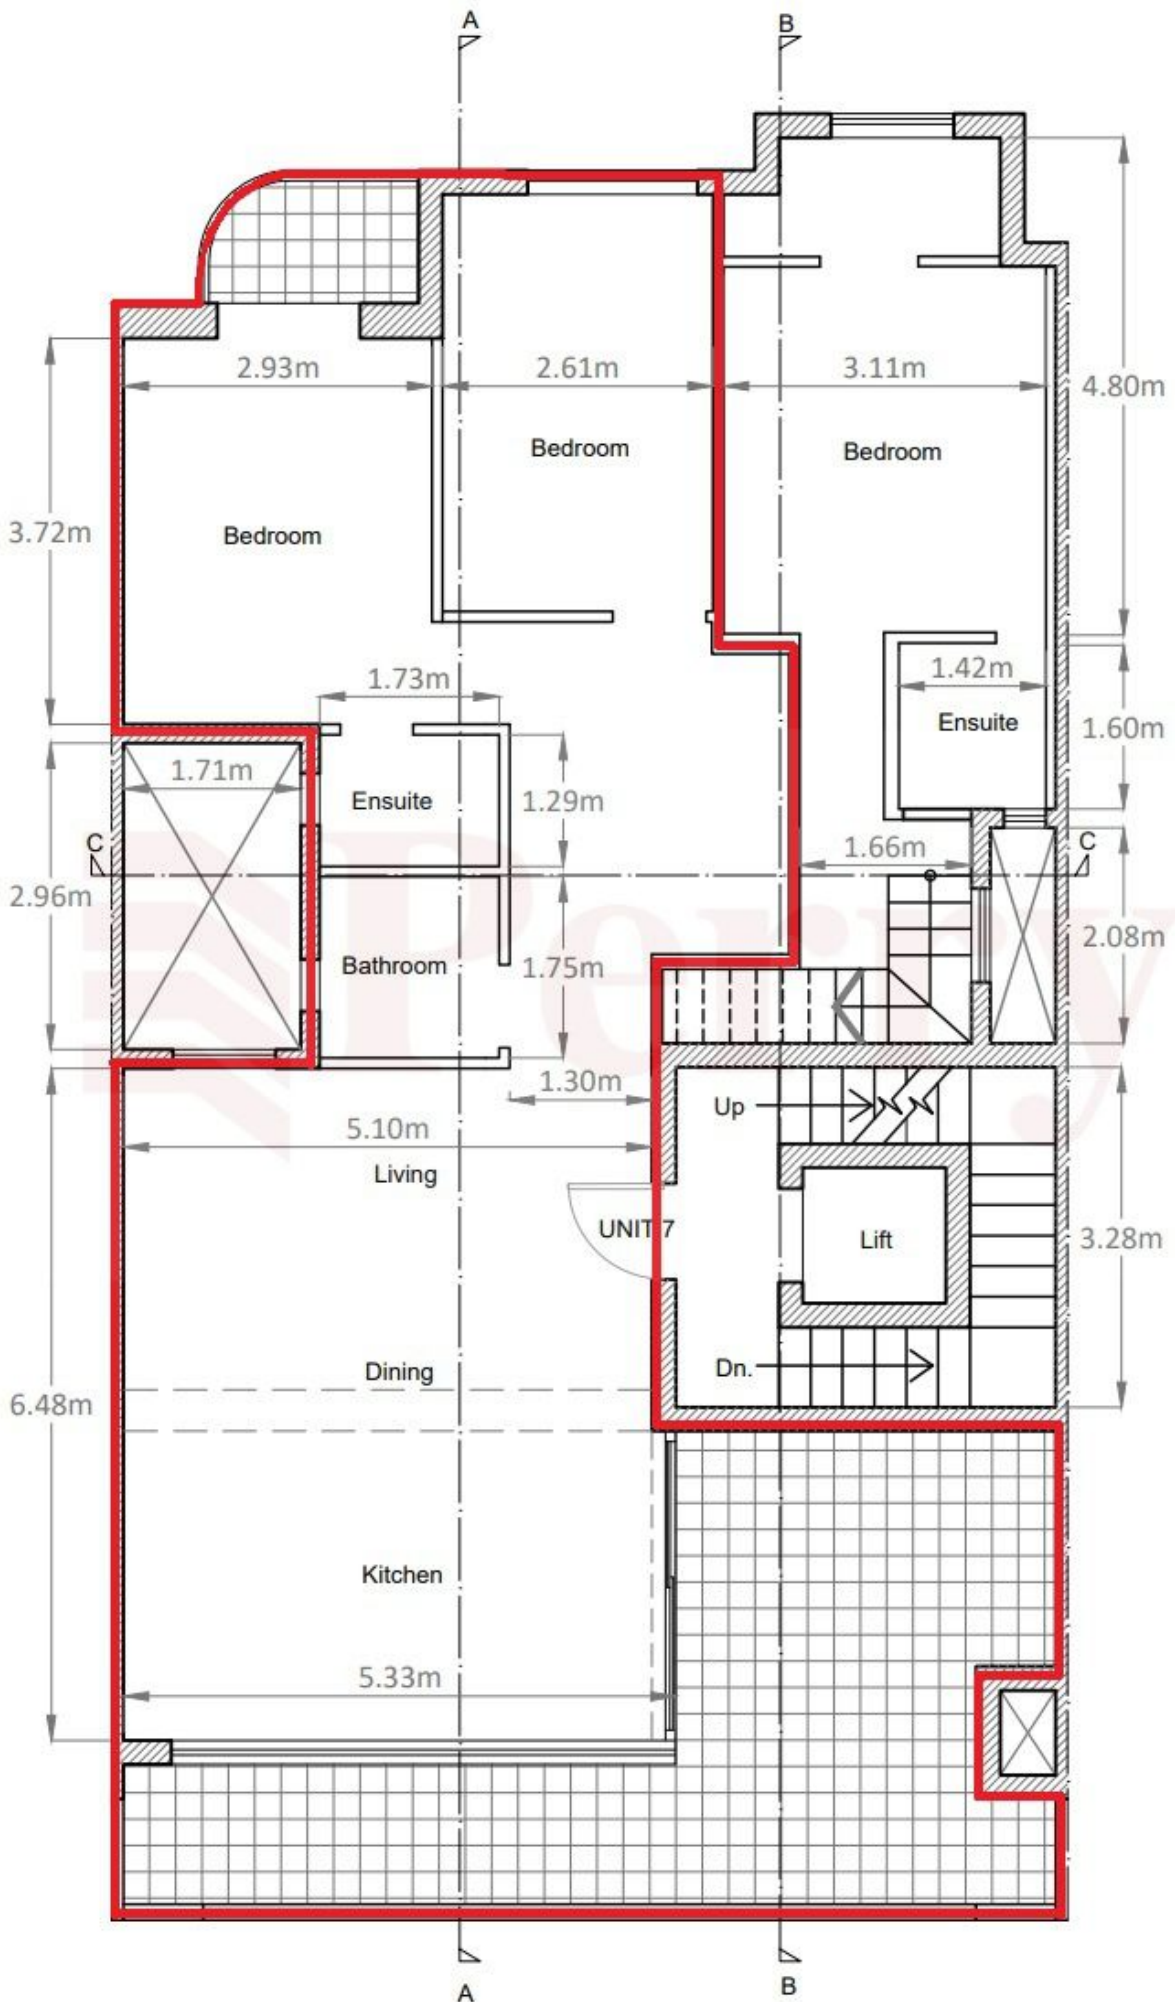 A
B
2.93m
2.61m
3.11m
4.80m
Bedroom
Bedroom
3.72m
Bedroom
1.73m
1.42m
Ensuite
1.60m
1.71m
Ensuite
1.29m
C
1.66m
C
2.96m
Perry
2.08m
Bathroom
1.75m
1.30m
Up
5.10m
Living
UNIT 7
Lift
3.28m
Dining
Dn.
6.48m
Kitchen
5.33m
A
B